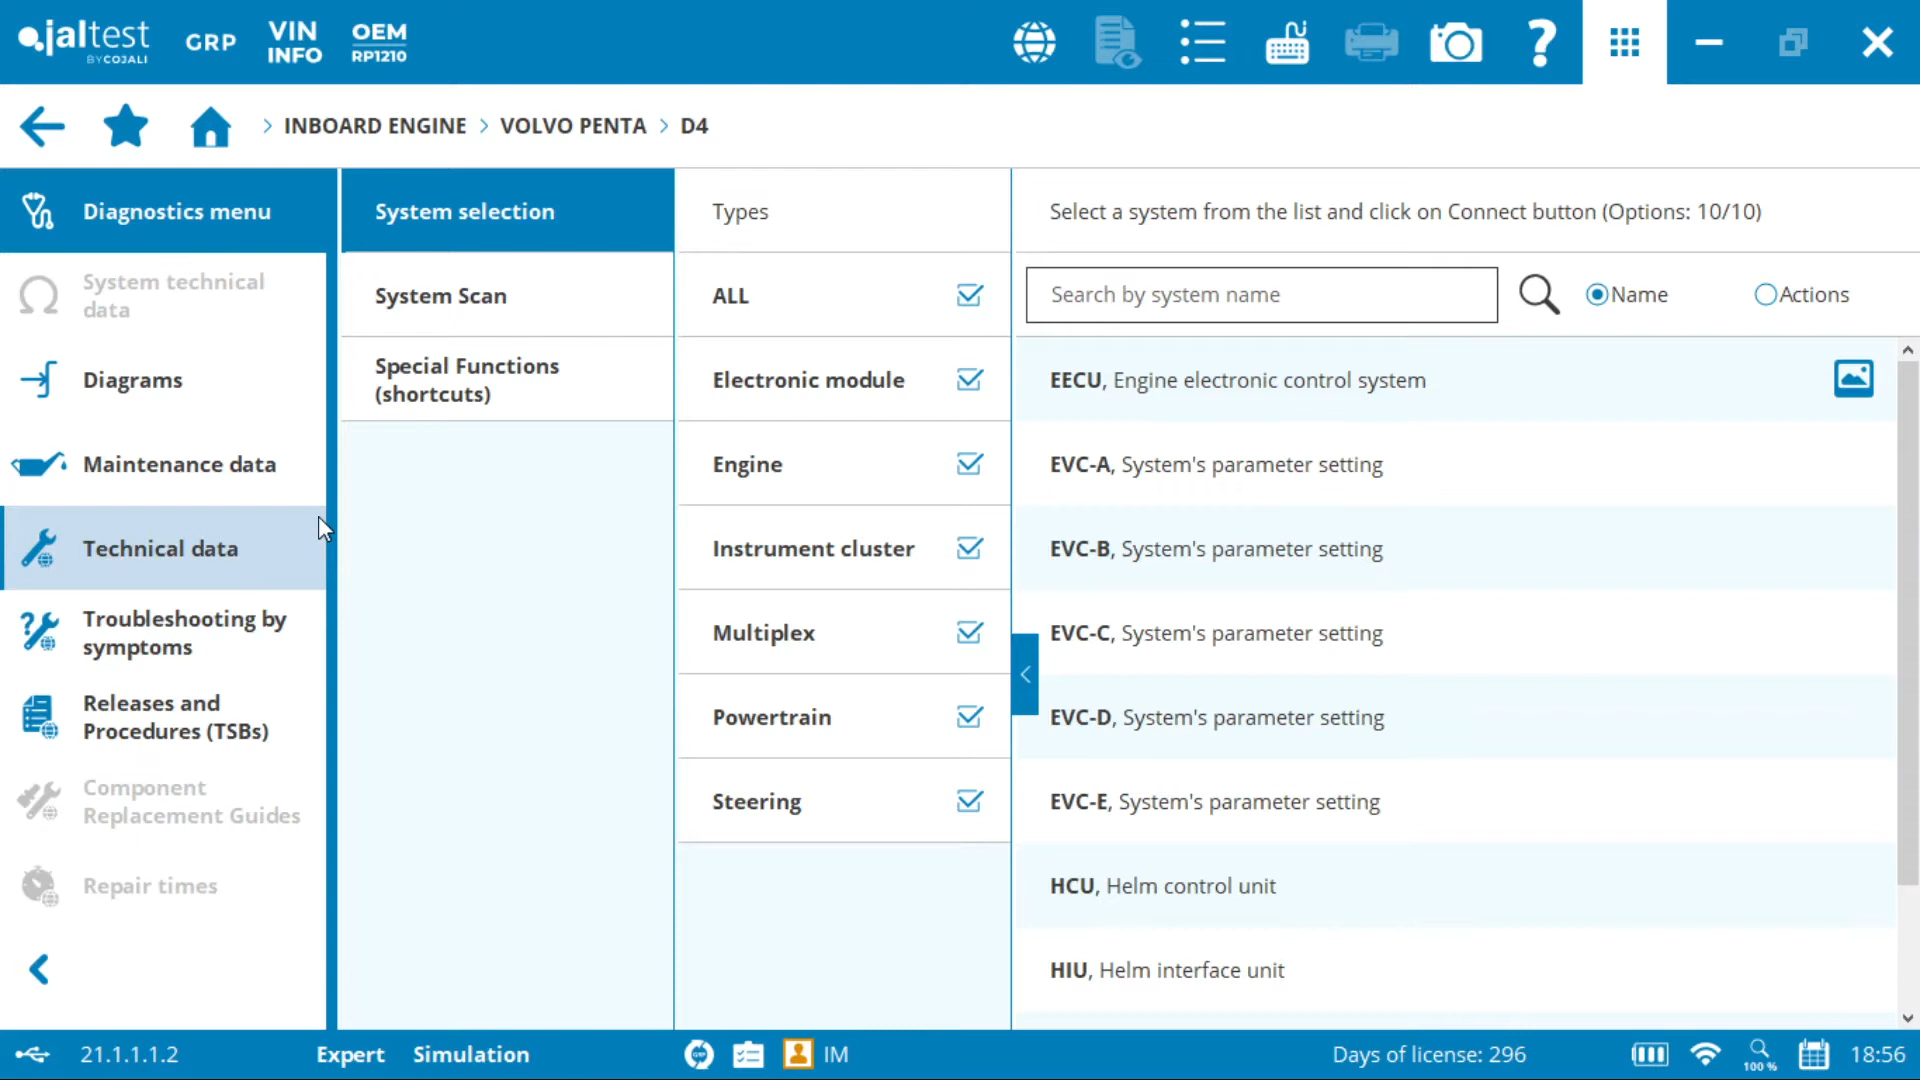 jaltest
BY COJALI
GRP
VIN
INFO
OEM
RP1210
INBOARD ENGINE
VOLVO PENTA
D4
Diagnostics menu
System technical
data
Diagrams
Maintenance data
Technical data
Troubleshooting by
symptoms
Releases and
Procedures (TSBs)
Component
Replacement Guides
Repair times
System selection
System Scan
Special Functions
(shortcuts)
Types
ALL
Electronic module
Engine
Instrument cluster
Multiplex
Powertrain
Steering
Select a system from the list and click on Connect button (Options: 10/10)
Search by system name
Name
Actions
EECU, Engine electronic control system
EVC-A, System's parameter setting
EVC-B, System's parameter setting
EVC-C, System's parameter setting
EVC-D, System's parameter setting
EVC-E, System's parameter setting
HCU, Helm control unit
HIU, Helm interface unit
21.1.1.1.2
Expert
Simulation
GRP
IM
Days of license: 296
100 %
18:56